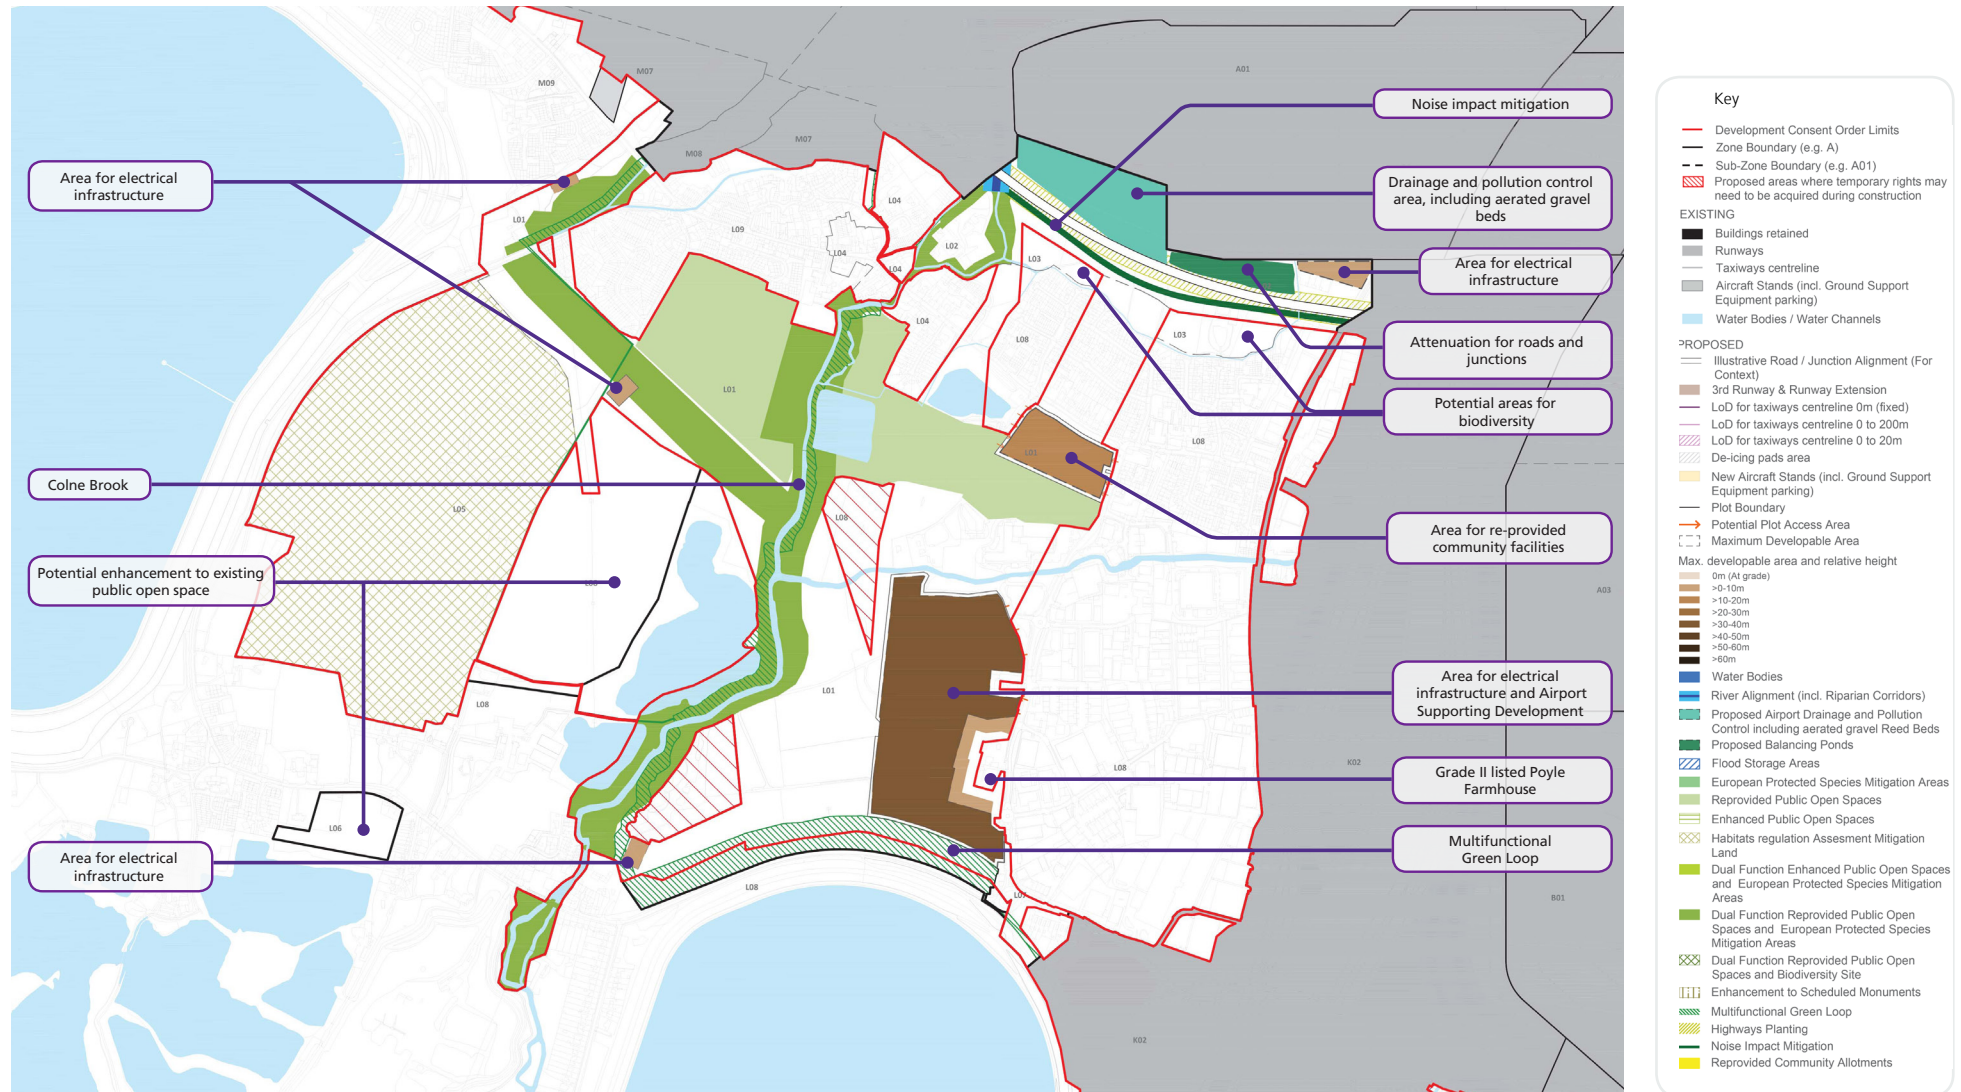 M09
M07
A01
M07
M08
Noise impact mitigation
Area for electrical
infrastructure
Drainage and pollution control
area, including aerated gravel
beds
L01
L09
L04
L04
L02
L04
L04
L03
L03
Area for electrical
infrastructure
L04
L08
Attenuation for roads and
junctions
L01
Potential areas for
biodiversity
L08
L01
Colne Brook
L05
L08
Area for re-provided
community facilities
Potential enhancement to existing
public open space
A03
L01
L08
Area for electrical
infrastructure and Airport
Supporting Development
L08
K02
Grade II listed Poyle
Farmhouse
L06
Area for electrical
infrastructure
Multifunctional
Green Loop
L08
L07
B01
K02
Key
Development Consent Order Limits
Zone Boundary (e.g. A)
Sub-Zone Boundary (e.g. A01)
Proposed areas where temporary rights may
need to be acquired during construction
EXISTING
Buildings retained
Runways
Taxiways centreline
Aircraft Stands (incl. Ground Support
Equipment parking)
Water Bodies / Water Channels
PROPOSED
Illustrative Road / Junction Alignment (For
Context)
3rd Runway & Runway Extension
LoD for taxiways centreline 0m (fixed)
LoD for taxiways centreline 0 to 200m
LoD for taxiways centreline 0 to 20m
De-icing pads area
New Aircraft Stands (incl. Ground Support
Equipment parking)
Plot Boundary
Potential Plot Access Area
Maximum Developable Area
Max. developable area and relative height
0m (At grade)
>0-10m
>10-20m
>20-30m
>30-40m
>40-50m
>50-60m
>60m
Water Bodies
River Alignment (incl. Riparian Corridors)
Proposed Airport Drainage and Pollution
Control including aerated gravel Reed Beds
Proposed Balancing Ponds
Flood Storage Areas
European Protected Species Mitigation Areas
Reprovided Public Open Spaces
Enhanced Public Open Spaces
Habitats regulation Assesment Mitigation
Land
Dual Function Enhanced Public Open Spaces
and European Protected Species Mitigation
Areas
Dual Function Reprovided Public Open
Spaces and European Protected Species
Mitigation Areas
Dual Function Reprovided Public Open
Spaces and Biodiversity Site
Enhancement to Scheduled Monuments
Multifunctional Green Loop
Highways Planting
Noise Impact Mitigation
Reprovided Community Allotments